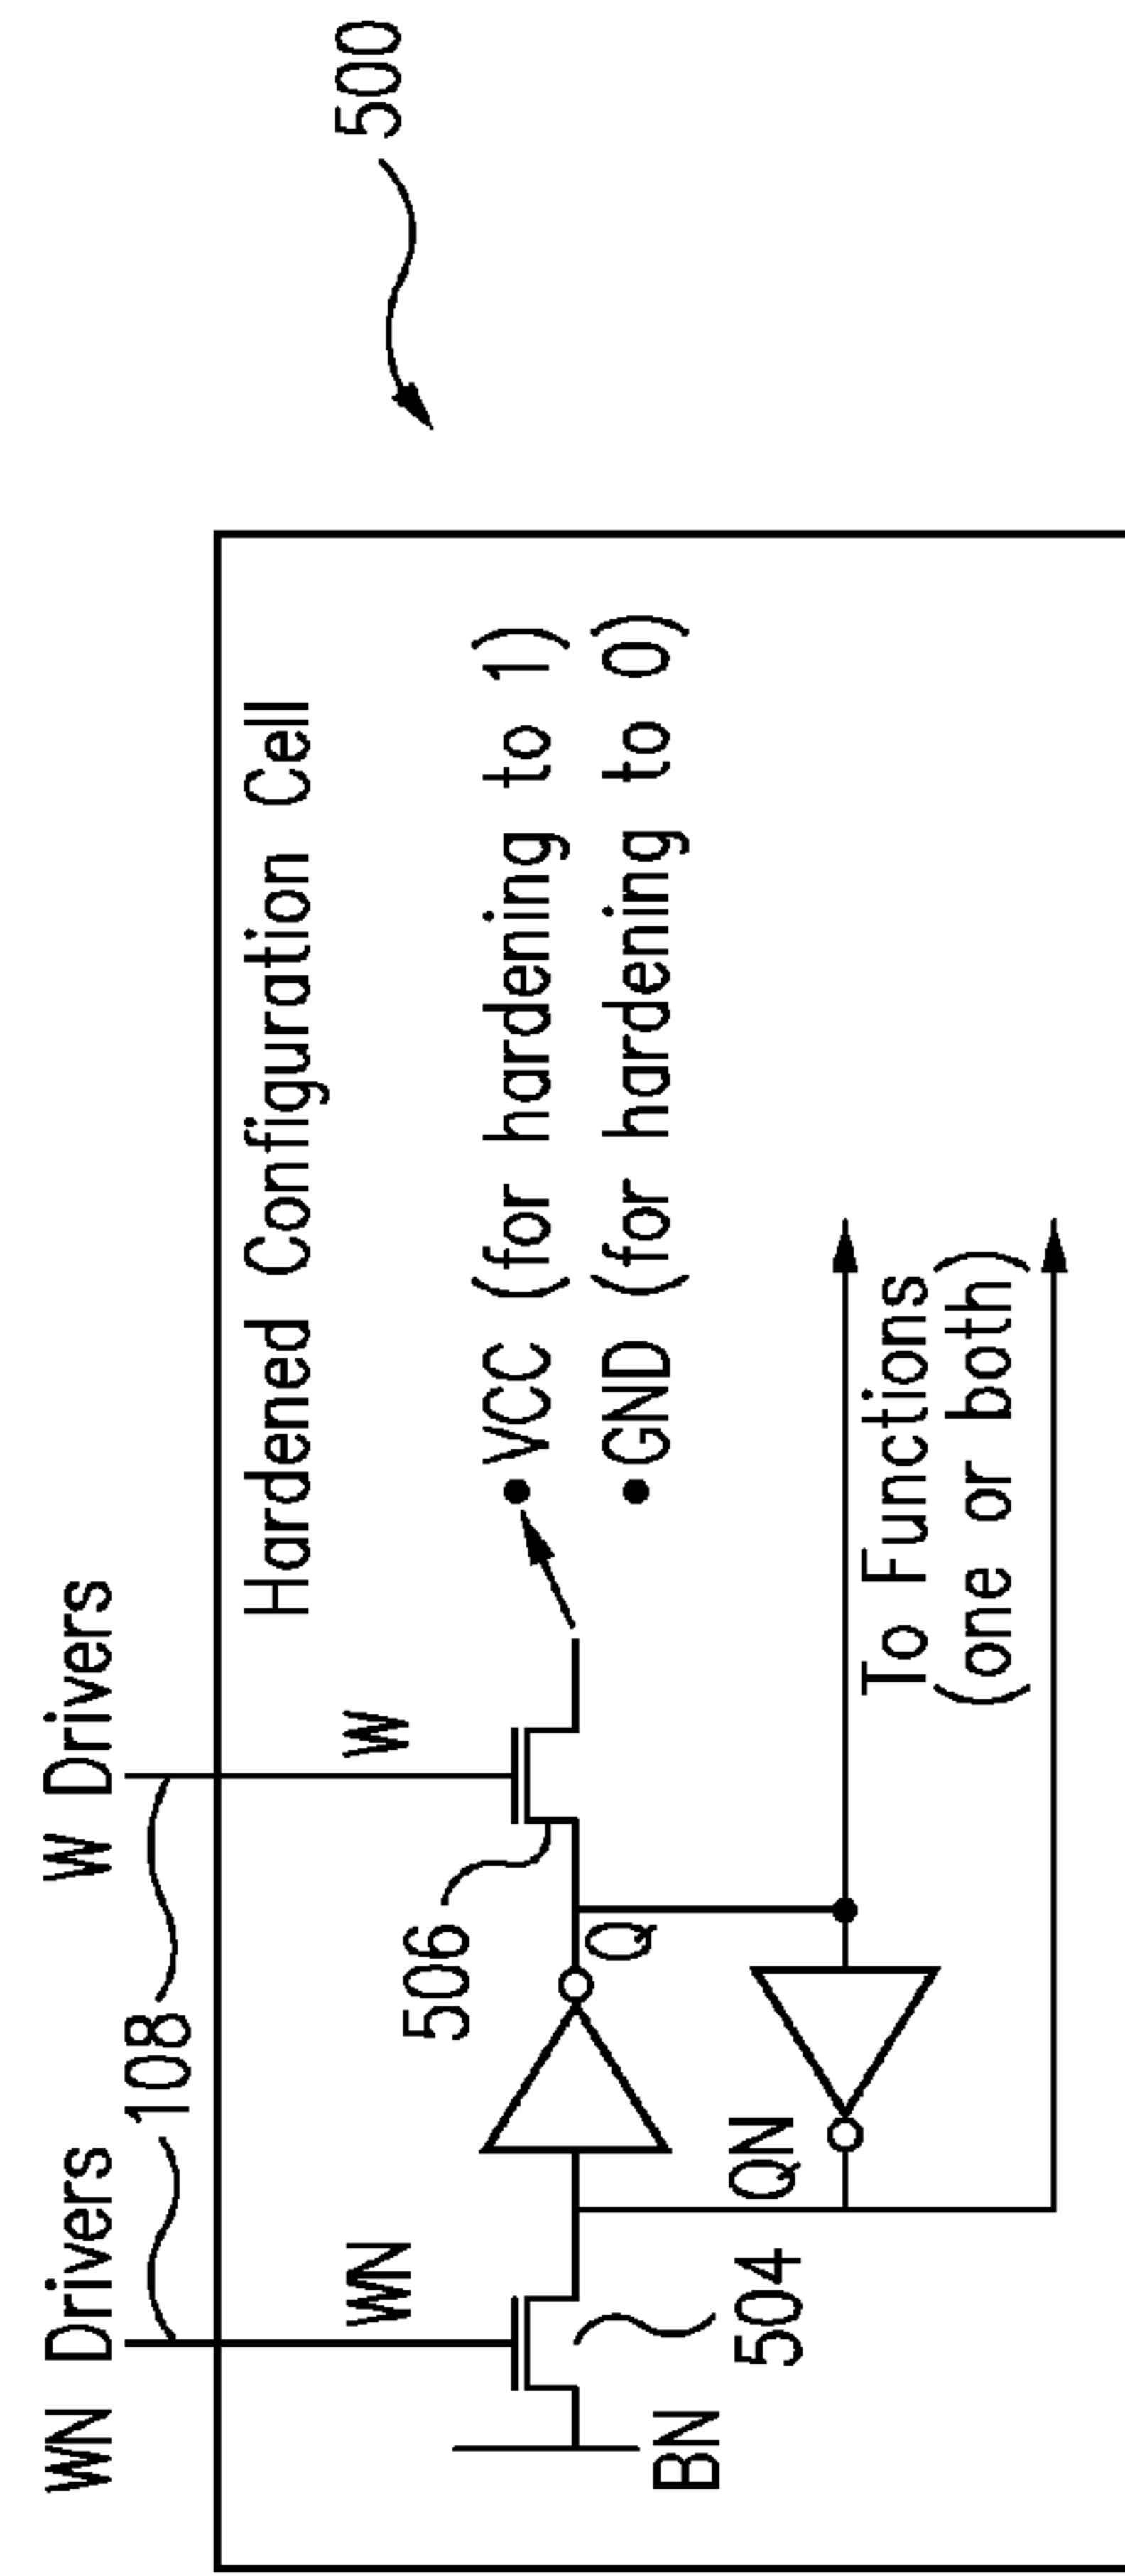 500
WN Drivers
108
W Drivers
Hardened Configuration Cell
WN
W
506
VCC (for hardening to 1)
GND (for hardening to 0)
Q
BN
504
QN
To Functions
(one or both)